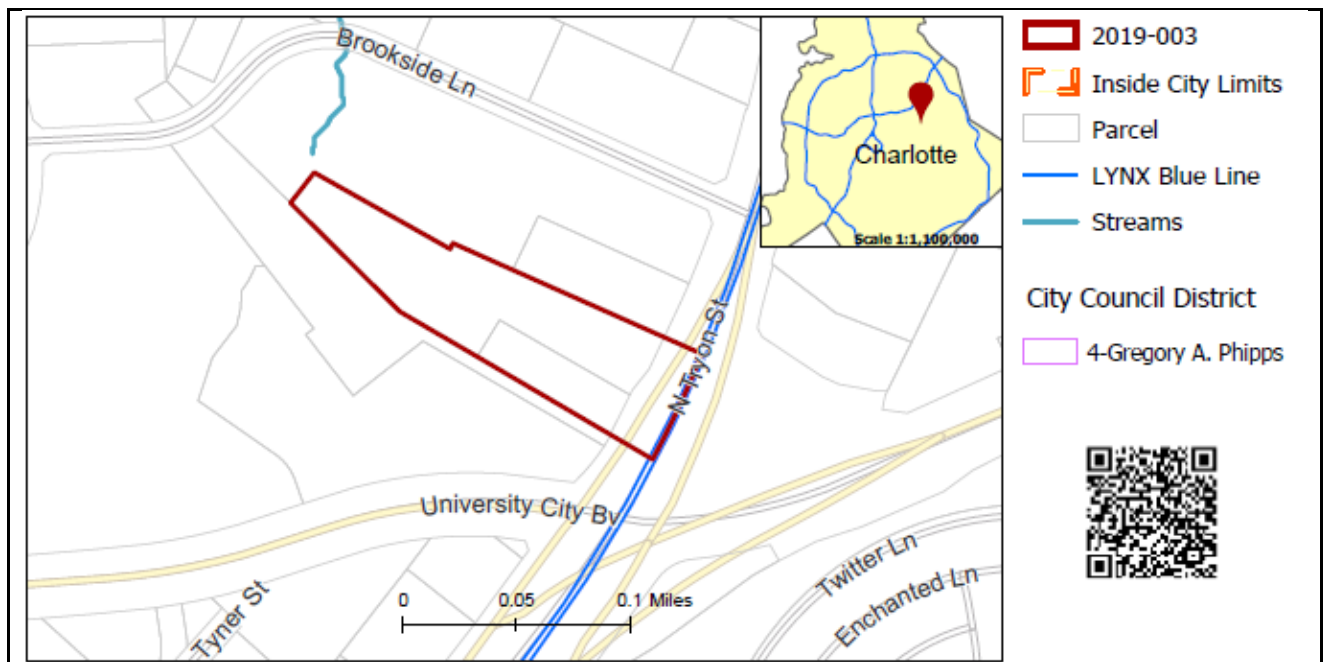 Brookside Ln
N Tryon St
University City Bv
Tyner St
Twitter Ln
Enchanted Ln
0 0.05 0.1 Miles
Charlotte
Scale 1:1,100,000
2019-003
Inside City Limits
Parcel
LYNX Blue Line
Streams
City Council District
4-Gregory A. Phipps